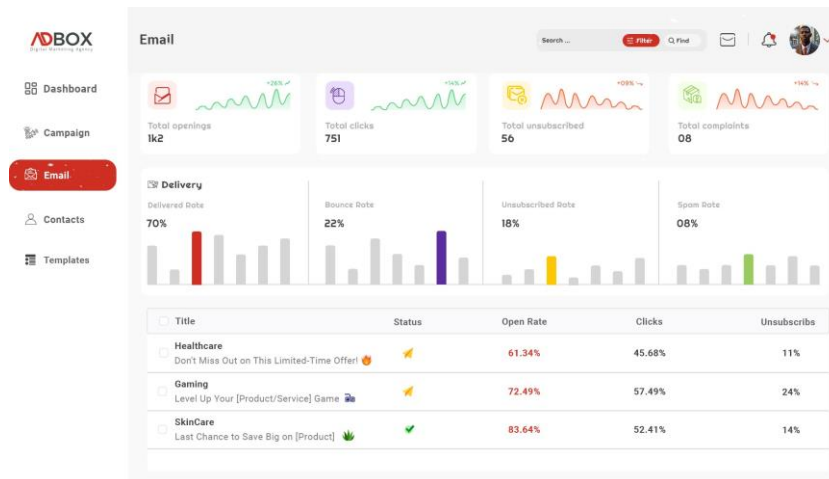 ADBOX
Digital Marketing Agency
Email
Search ...
Filter
Find
Dashboard
Campaign
Email
Contacts
Templates
+26%
Total openings
1k2
+14%
Total clicks
751
+09%
Total unsubscribed
56
+14%
Total complaints
08
Delivery
Delivered Rate
70%
Bounce Rate
22%
Unsubscribed Rate
18%
Spam Rate
08%
Title Status Open Rate Clicks Unsubscribs
Healthcare
Don't Miss Out on This Limited-Time Offer! 🔥
61.34% 45.68% 11%
Gaming
Level Up Your [Product/Service] Game
72.49% 57.49% 24%
SkinCare
Last Chance to Save Big on [Product]
83.64% 52.41% 14%